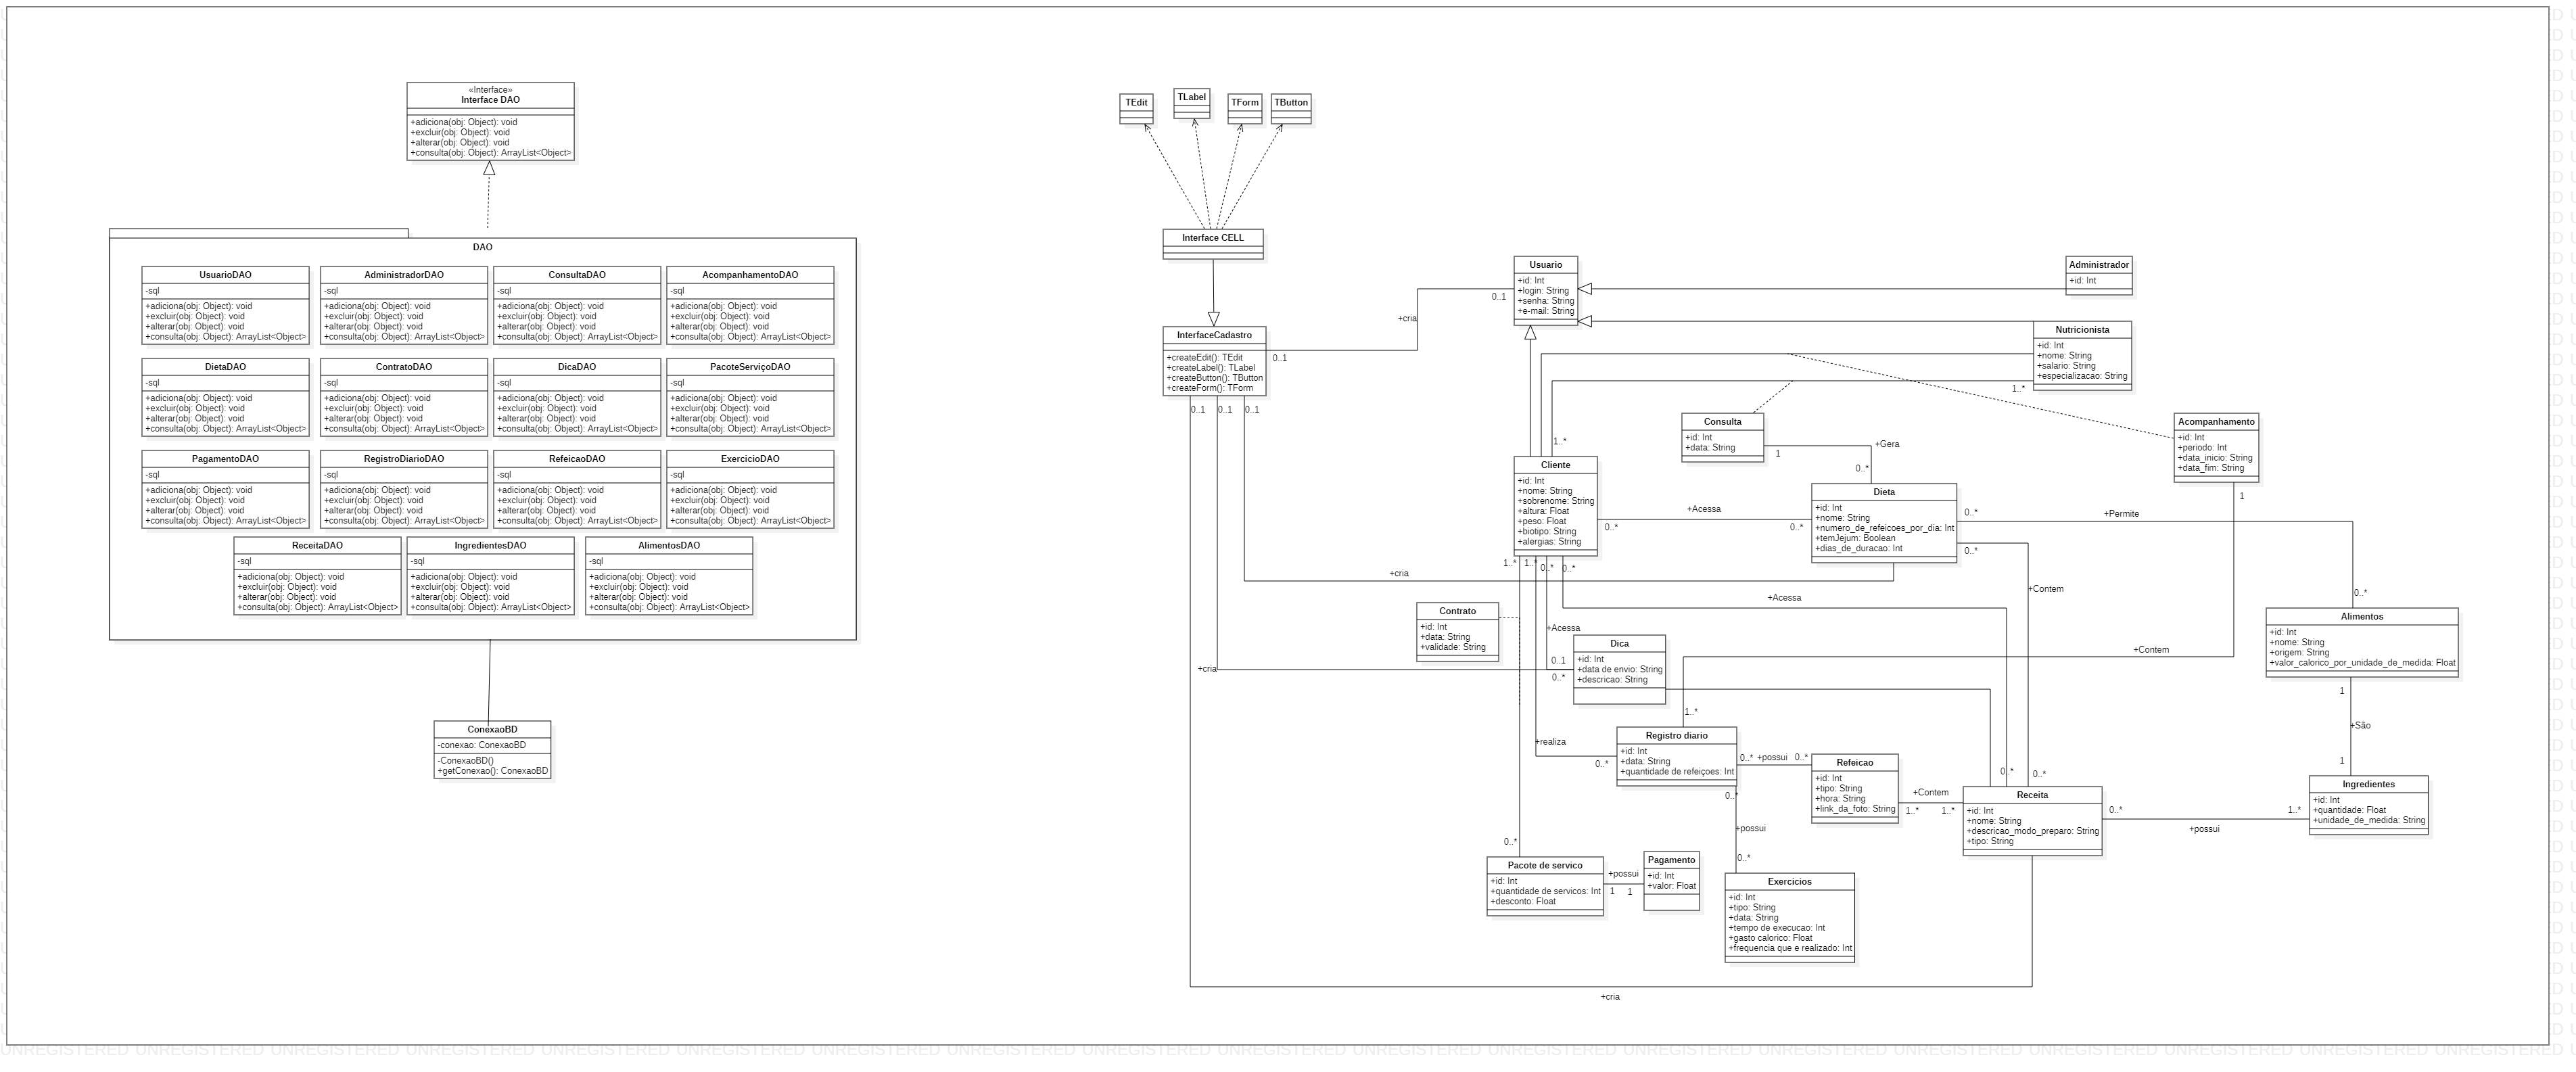 «Interface»
Interface DAO
+adiciona(obj: Object): void
+excluir(obj: Object): void
+alterar(obj: Object): void
+consulta(obj: Object): ArrayList<Object>
DAO
UsuarioDAO
-sql
+adiciona(obj: Object): void
+excluir(obj: Object): void
+alterar(obj: Object): void
+consulta(obj: Object): ArrayList<Object>
AdministradorDAO
-sql
+adiciona(obj: Object): void
+excluir(obj: Object): void
+alterar(obj: Object): void
+consulta(obj: Object): ArrayList<Object>
ConsultaDAO
-sql
+adiciona(obj: Object): void
+excluir(obj: Object): void
+alterar(obj: Object): void
+consulta(obj: Object): ArrayList<Object>
AcompanhamentoDAO
-sql
+adiciona(obj: Object): void
+excluir(obj: Object): void
+alterar(obj: Object): void
+consulta(obj: Object): ArrayList<Object>
DietaDAO
-sql
+adiciona(obj: Object): void
+excluir(obj: Object): void
+alterar(obj: Object): void
+consulta(obj: Object): ArrayList<Object>
ContratoDAO
-sql
+adiciona(obj: Object): void
+excluir(obj: Object): void
+alterar(obj: Object): void
+consulta(obj: Object): ArrayList<Object>
DicaDAO
-sql
+adiciona(obj: Object): void
+excluir(obj: Object): void
+alterar(obj: Object): void
+consulta(obj: Object): ArrayList<Object>
PacoteServiçoDAO
-sql
+adiciona(obj: Object): void
+excluir(obj: Object): void
+alterar(obj: Object): void
+consulta(obj: Object): ArrayList<Object>
PagamentoDAO
-sql
+adiciona(obj: Object): void
+excluir(obj: Object): void
+alterar(obj: Object): void
+consulta(obj: Object): ArrayList<Object>
RegistroDiarioDAO
-sql
+adiciona(obj: Object): void
+excluir(obj: Object): void
+alterar(obj: Object): void
+consulta(obj: Object): ArrayList<Object>
RefeicaoDAO
-sql
+adiciona(obj: Object): void
+excluir(obj: Object): void
+alterar(obj: Object): void
+consulta(obj: Object): ArrayList<Object>
ExercicioDAO
-sql
+adiciona(obj: Object): void
+excluir(obj: Object): void
+alterar(obj: Object): void
+consulta(obj: Object): ArrayList<Object>
ReceitaDAO
-sql
+adiciona(obj: Object): void
+excluir(obj: Object): void
+alterar(obj: Object): void
+consulta(obj: Object): ArrayList<Object>
IngredientesDAO
-sql
+adiciona(obj: Object): void
+excluir(obj: Object): void
+alterar(obj: Object): void
+consulta(obj: Object): ArrayList<Object>
AlimentosDAO
-sql
+adiciona(obj: Object): void
+excluir(obj: Object): void
+alterar(obj: Object): void
+consulta(obj: Object): ArrayList<Object>
ConexaoBD
-conexao: ConexaoBD
-ConexaoBD()
+getConexao(): ConexaoBD
TEdit
TLabel
TForm
TButton
Interface CELL
InterfaceCadastro
+createEdit(): TEdit
+createLabel(): TLabel
+createButton(): TButton
+createForm(): TForm
0..1
0..1
0..1
0..1
+cria
0..1
Usuario
+id: Int
+login: String
+senha: String
+e-mail: String
Administrador
+id: Int
Nutricionista
+id: Int
+nome: String
+salario: String
+especializacao: String
1..*
1..*
Consulta
+id: Int
+data: String
1
+Gera
0..*
Acompanhamento
+id: Int
+periodo: Int
+data_inicio: String
+data_fim: String
1
Cliente
+id: Int
+nome: String
+sobrenome: String
+altura: Float
+peso: Float
+biotipo: String
+alergias: String
0..*
+Acessa
0..*
Dieta
+id: Int
+nome: String
+numero_de_refeicoes_por_dia: Int
+temJejum: Boolean
+dias_de_duracao: Int
0..*
+Permite
0..*
0..*
+Contem
1..*
1..*
0..*
0..*
+cria
+Acessa
Contrato
+id: Int
+data: String
+validade: String
+Acessa
0..1
0..*
+cria
Dica
+id: Int
+data de envio: String
+descricao: String
+Contem
1..*
Alimentos
+id: Int
+nome: String
+origem: String
+valor_calorico_por_unidade_de_medida: Float
1
+São
1
+realiza
0..*
Registro diario
+id: Int
+data: String
+quantidade de refeiçoes: Int
0..*
+possui
0..*
Refeicao
+id: Int
+tipo: String
+hora: String
+link_da_foto: String
1..*
+Contem
1..*
0..*
0..*
Receita
+id: Int
+nome: String
+descricao_modo_preparo: String
+tipo: String
0..*
+possui
1..*
Ingredientes
+id: Int
+quantidade: Float
+unidade_de_medida: String
0..*
+possui
0..*
0..*
Pacote de servico
+id: Int
+quantidade de servicos: Int
+desconto: Float
+possui
1
1
Pagamento
+id: Int
+valor: Float
Exercicios
+id: Int
+tipo: String
+data: String
+tempo de execucao: Int
+gasto calorico: Float
+frequencia que e realizado: Int
+cria
UNREGISTERED UNREGISTERED UNREGISTERED UNREGISTERED UNREGISTERED UNREGISTERED UNREGISTERED UNREGISTERED UNREGISTERED UNREGISTERED UNREGISTERED UNREGISTERED UNREGISTERED UNREGISTERED UNREGISTERED UNREGISTERED UNREGISTERED UNREGISTERED UNREGISTERED